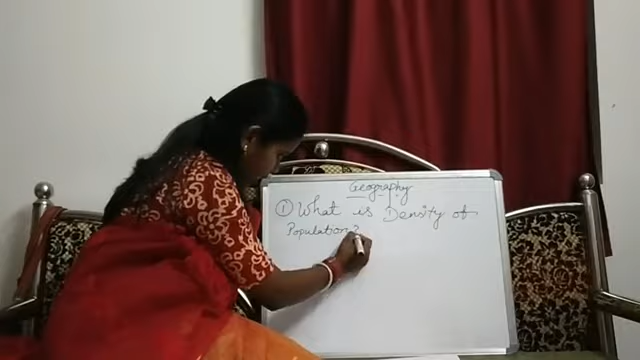 Geography
① What is Density of
Population?